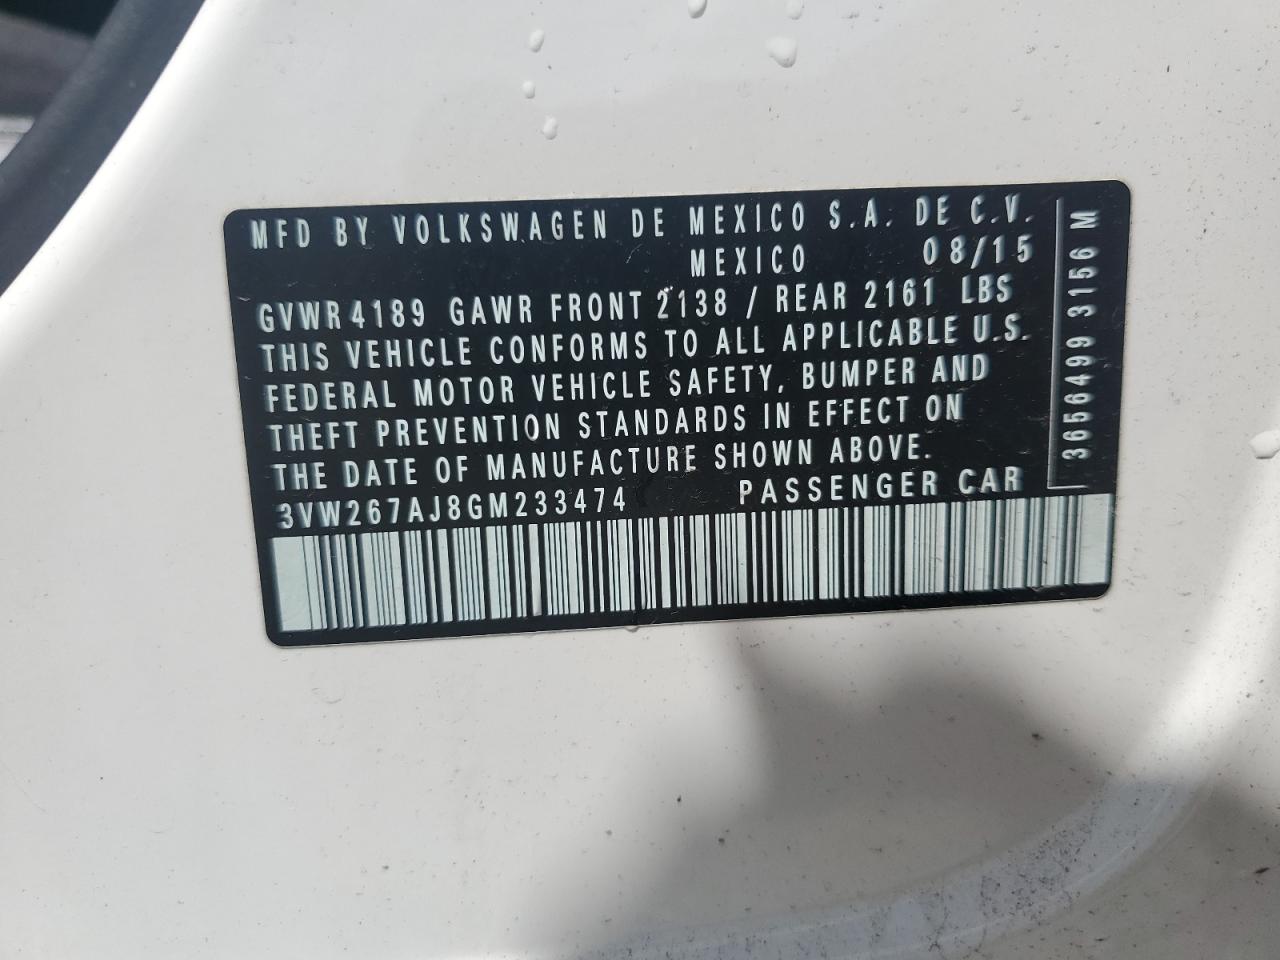 MFD BY VOLKSWAGEN DE MEXICO S.A. DE C.V.
MEXICO 08/15
GVWR 4189 GAWR FRONT 2138 / REAR 2161 LBS
THIS VEHICLE CONFORMS TO ALL APPLICABLE U.S.
FEDERAL MOTOR VEHICLE SAFETY, BUMPER AND
THEFT PREVENTION STANDARDS IN EFFECT ON
THE DATE OF MANUFACTURE SHOWN ABOVE.
3VW267AJ8GM233474 PASSENGER CAR
3656499 3156 M